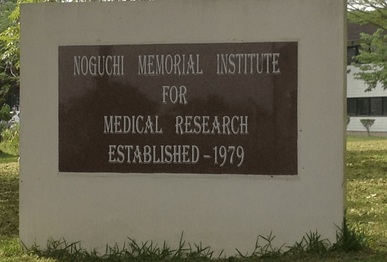 NOGUCHI MEMORIAL INSTITUTE
FOR
MEDICAL RESEARCH
ESTABLISHED - 1979